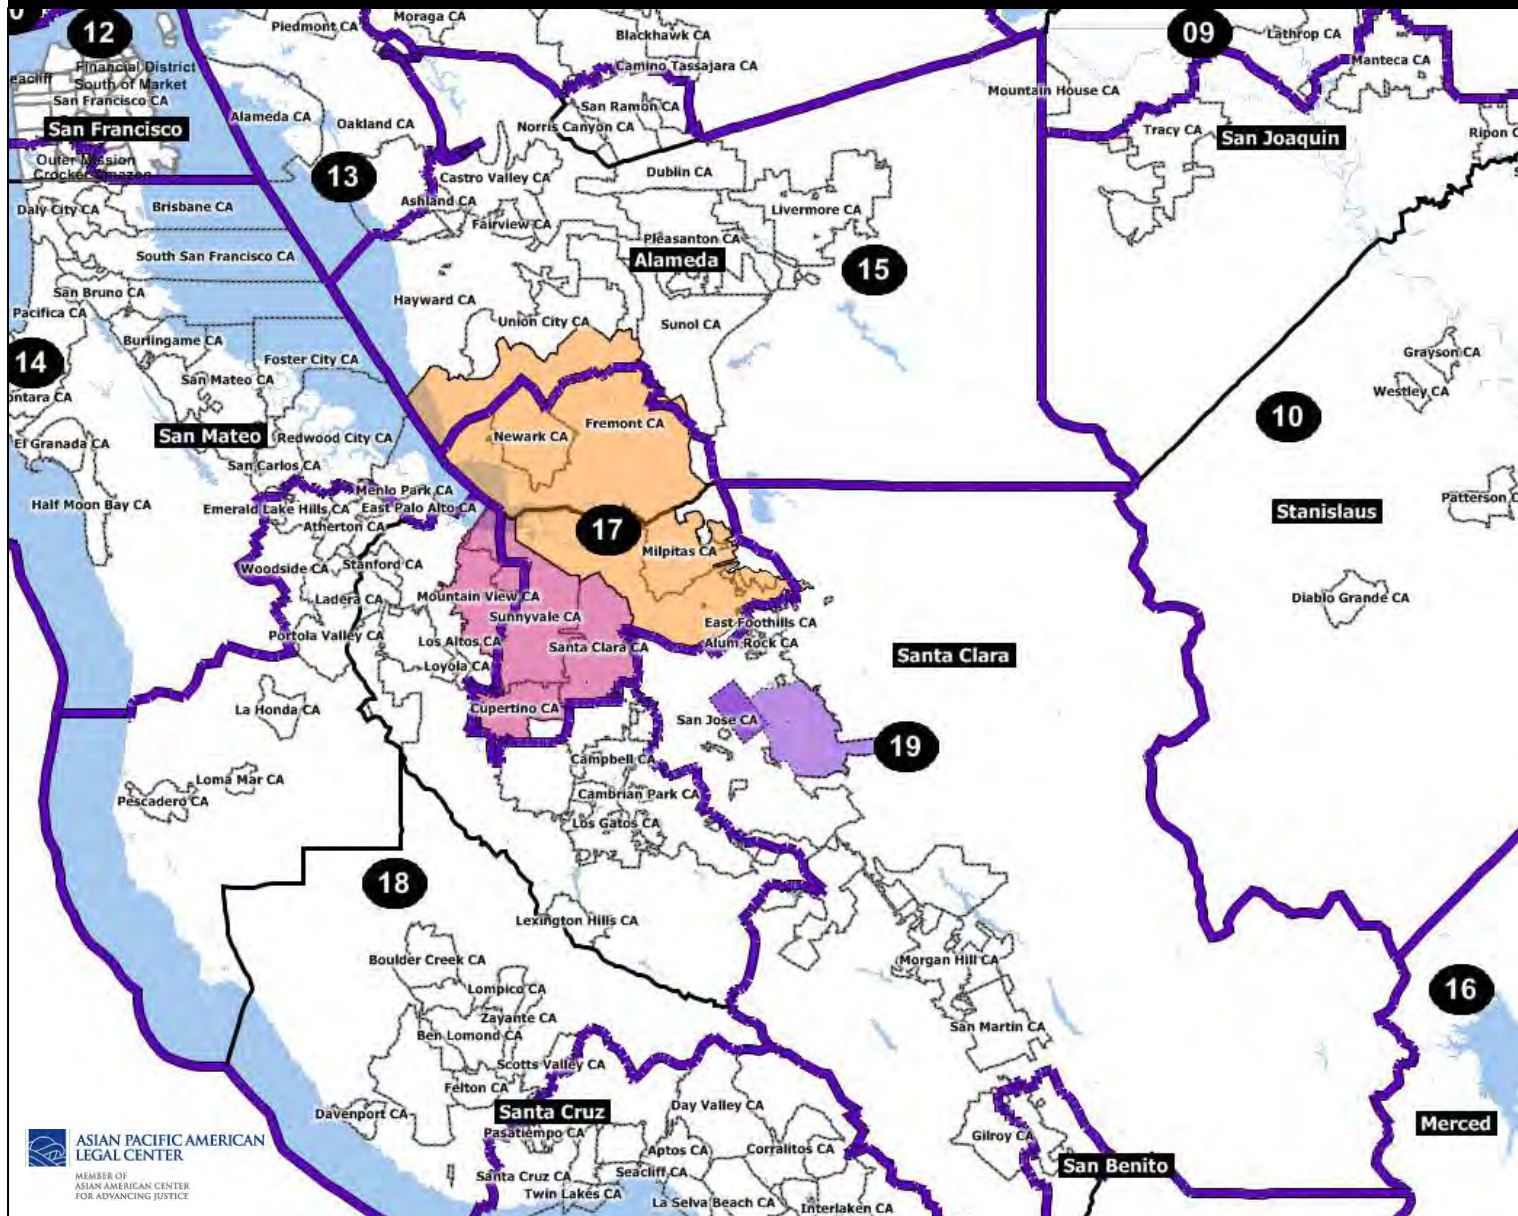 12
Piedmont CA
Moraga CA
Blackhawk CA
09
Lathrop CA
Financial District
South of Market
San Francisco CA
San Francisco
Outer Mission
Crocker Amazon
Camino Tassajara CA
Manteca CA
Mountain House CA
San Ramon CA
Alameda CA
Oakland CA
Norris Canyon CA
Tracy CA
San Joaquin
13
Castro Valley CA
Dublin CA
Daly City CA
Brisbane CA
Ashland CA
Fairview CA
Livermore CA
Pleasanton CA
South San Francisco CA
Alameda
15
San Bruno CA
Hayward CA
Pacifica CA
Union City CA
Sunol CA
Burlingame CA
14
Foster City CA
Grayson CA
San Mateo CA
Westley CA
10
Fremont CA
Newark CA
San Mateo
Redwood City CA
El Granada CA
San Carlos CA
Menlo Park CA
Half Moon Bay CA
Emerald Lake Hills CA
East Palo Alto CA
Atherton CA
Stanislaus
17
Milpitas CA
Woodside CA
Stanford CA
Mountain View CA
Ladera CA
Diablo Grande CA
Sunnyvale CA
East Foothills CA
Portola Valley CA
Los Altos CA
Santa Clara CA
Alum Rock CA
Santa Clara
Loyola CA
La Honda CA
Cupertino CA
San Jose CA
19
Campbell CA
Loma Mar CA
Pescadero CA
Cambrian Park CA
Los Gatos CA
18
Lexington Hills CA
Boulder Creek CA
Morgan Hill CA
Lompico CA
16
Zayante CA
Ben Lomond CA
San Martin CA
Scotts Valley CA
Felton CA
Davenport CA
Santa Cruz
Day Valley CA
Merced
Pasatiempo CA
Gilroy CA
Aptos CA
Corralitos CA
San Benito
Santa Cruz CA
Seacliff CA
Twin Lakes CA
La Selva Beach CA
Interlaken CA
ASIAN PACIFIC AMERICAN
LEGAL CENTER
MEMBER OF
ASIAN AMERICAN CENTER
FOR ADVANCING JUSTICE